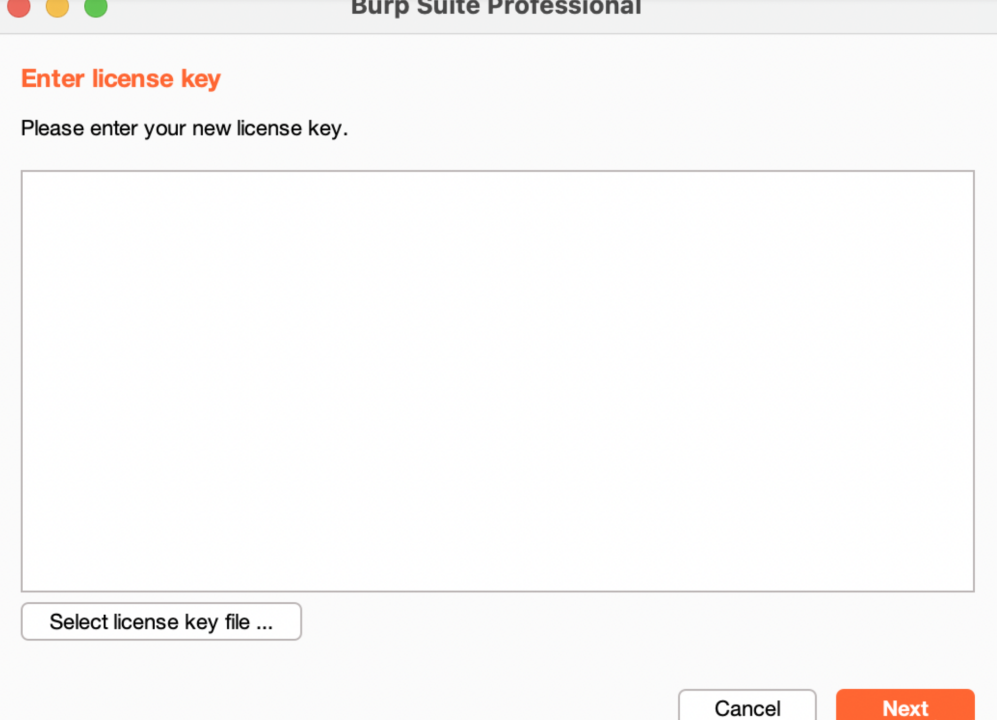 Burp Suite Professional
Enter license key
Please enter your new license key.
Select license key file ...
Cancel
Next